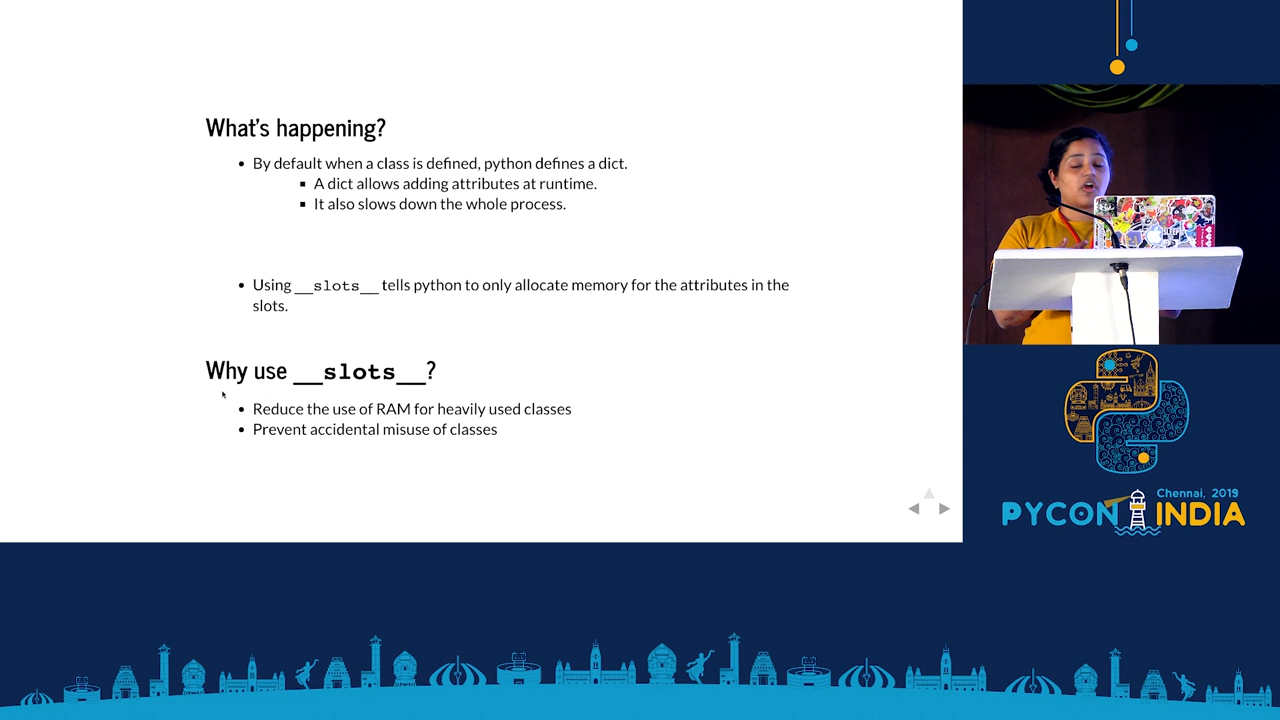 What's happening?
• By default when a class is defined, python defines a dict.
▪ A dict allows adding attributes at runtime.
▪ It also slows down the whole process.
• Using __slots__ tells python to only allocate memory for the attributes in the
slots.
Why use __slots__?
• Reduce the use of RAM for heavily used classes
• Prevent accidental misuse of classes
Chennai, 2019
PYCON INDIA